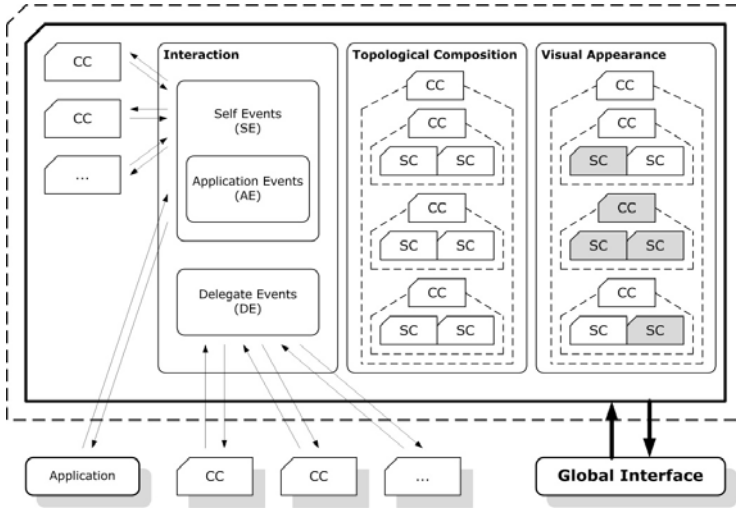 Interaction
Topological Composition
Visual Appearance
CC
CC
...
Self Events
(SE)
Application Events
(AE)
Delegate Events
(DE)
CC
CC
SC SC
CC
SC SC
CC
SC SC
CC
CC
SC SC
CC
SC SC
CC
SC SC
Application
CC
CC
...
Global Interface